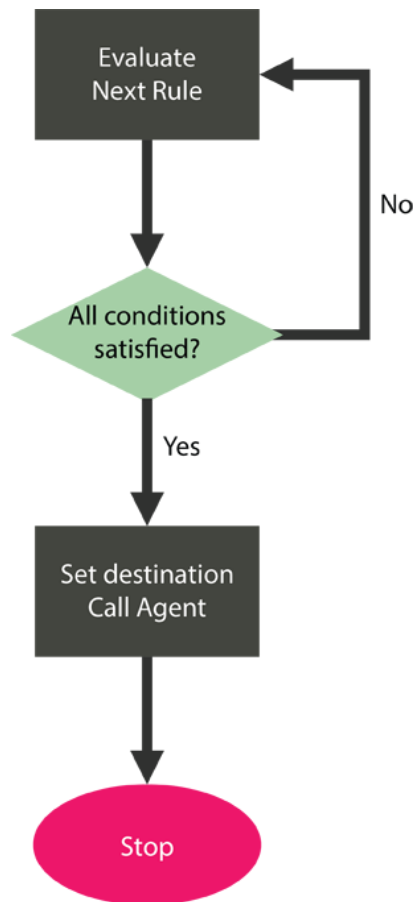 Evaluate
Next Rule
No
All conditions
satisfied?
Yes
Set destination
Call Agent
Stop